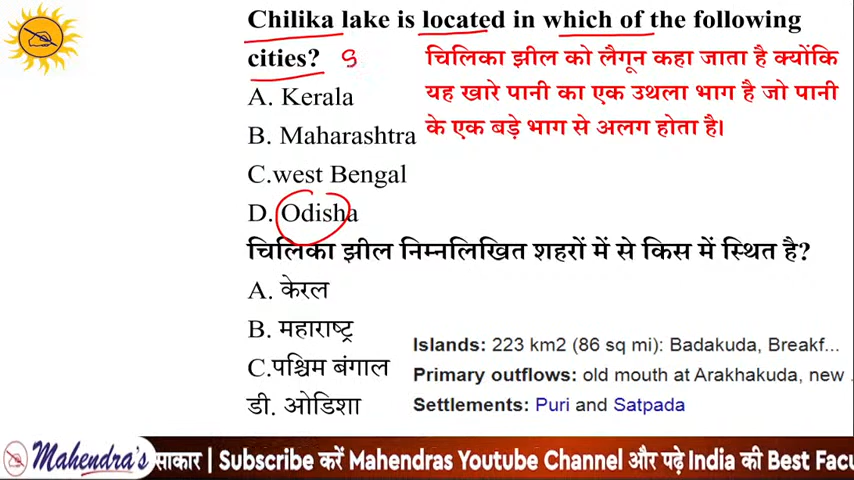 Chilika lake is located in which of the following
cities?
चिलिका झील को लैगून कहा जाता है क्योंकि
यह खारे पानी का एक उथला भाग है जो पानी
के एक बड़े भाग से अलग होता है।
A. Kerala
B. Maharashtra
C.west Bengal
D. Odisha
चिलिका झील निम्नलिखित शहरों में से किस में स्थित है?
A. केरल
B. महाराष्ट्र
C.पश्चिम बंगाल
डी. ओडिशा
Islands: 223 km2 (86 sq mi): Badakuda, Breakf...
Primary outflows: old mouth at Arakhakuda, new .
Settlements: Puri and Satpada
Mahendra's साकार | Subscribe करें Mahendras Youtube Channel और पढ़े India की Best Facu